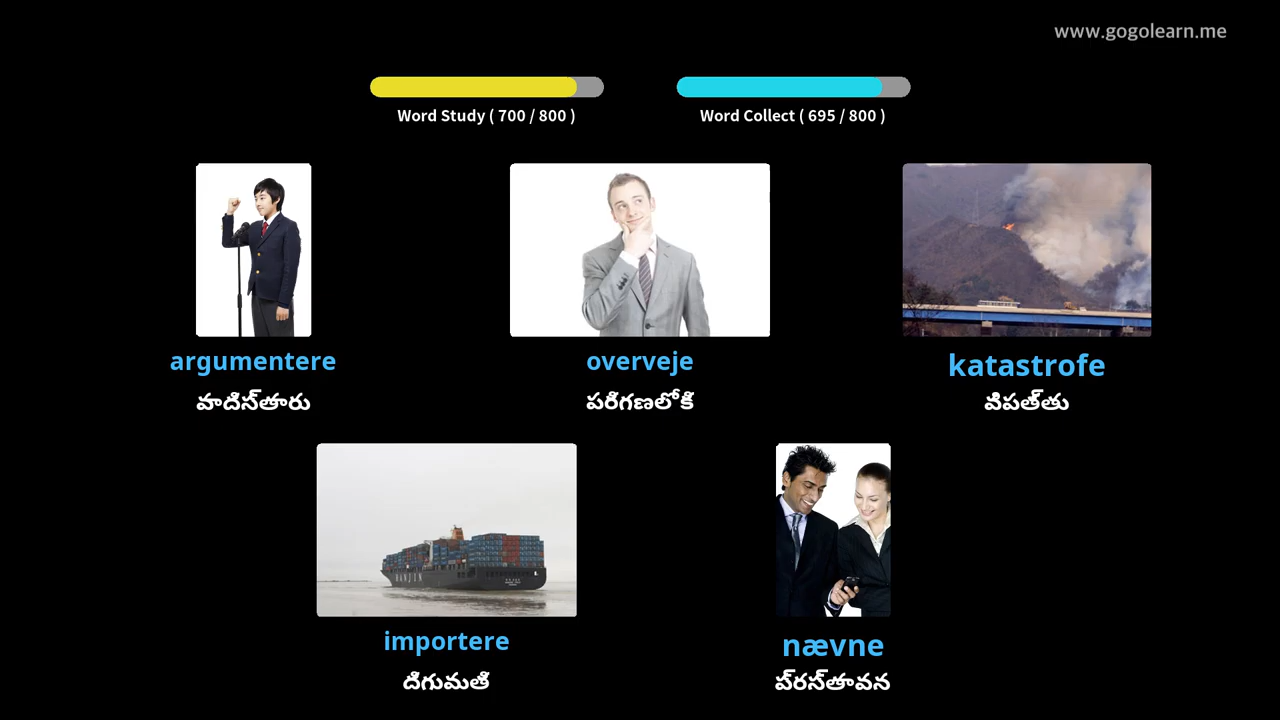 www.gogolearn.me
Word Study ( 700 / 800 )
Word Collect ( 695 / 800 )
argumentere
overveje
katastrofe
వాదిస్తారు
పరిగణలోకి
విపత్తు
HANJIN
importere
nævne
దిగుమతి
ప్రస్తావన